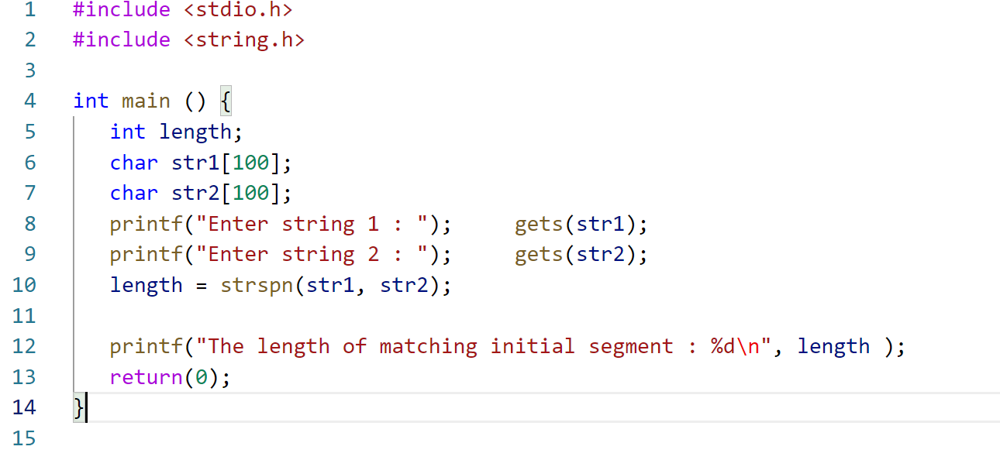 1 #include <stdio.h>
2 #include <string.h>
3
4 int main () {
5 int length;
6 char str1[100];
7 char str2[100];
8 printf("Enter string 1 : "); gets(str1);
9 printf("Enter string 2 : "); gets(str2);
10 length = strspn(str1, str2);
11
12 printf("The length of matching initial segment : %d\n", length );
13 return(0);
14 }
15